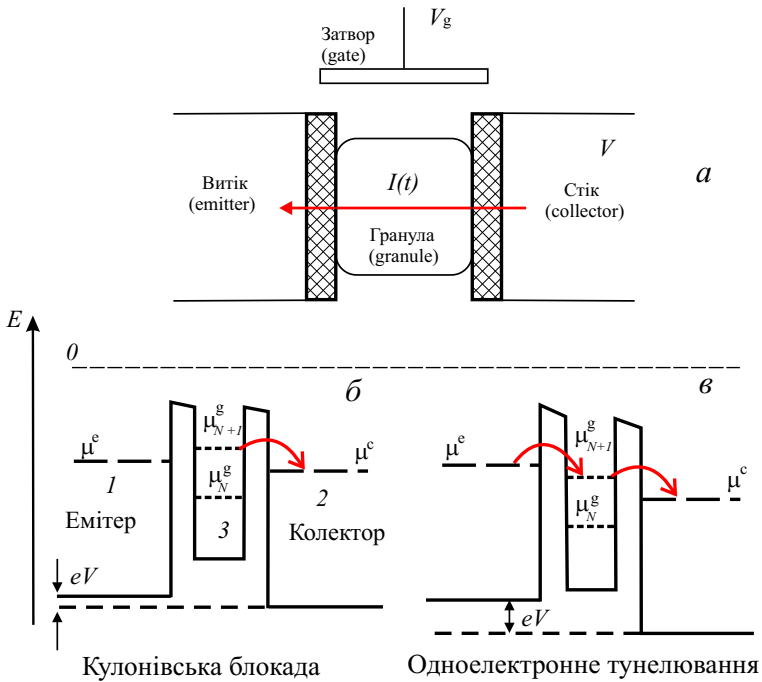 Затвор
(gate)
V_g
V
а
Витік
(emitter)
I(t)
Стік
(collector)
Гранула
(granule)
E
0
б
в
μ^e
μ^g_{N+1}
μ^c
μ^g_N
1
2
3
Емітер
Колектор
eV
Кулонівська блокада
μ^e
μ^g_{N+1}
μ^c
μ^g_N
eV
Одноелектронне тунелювання